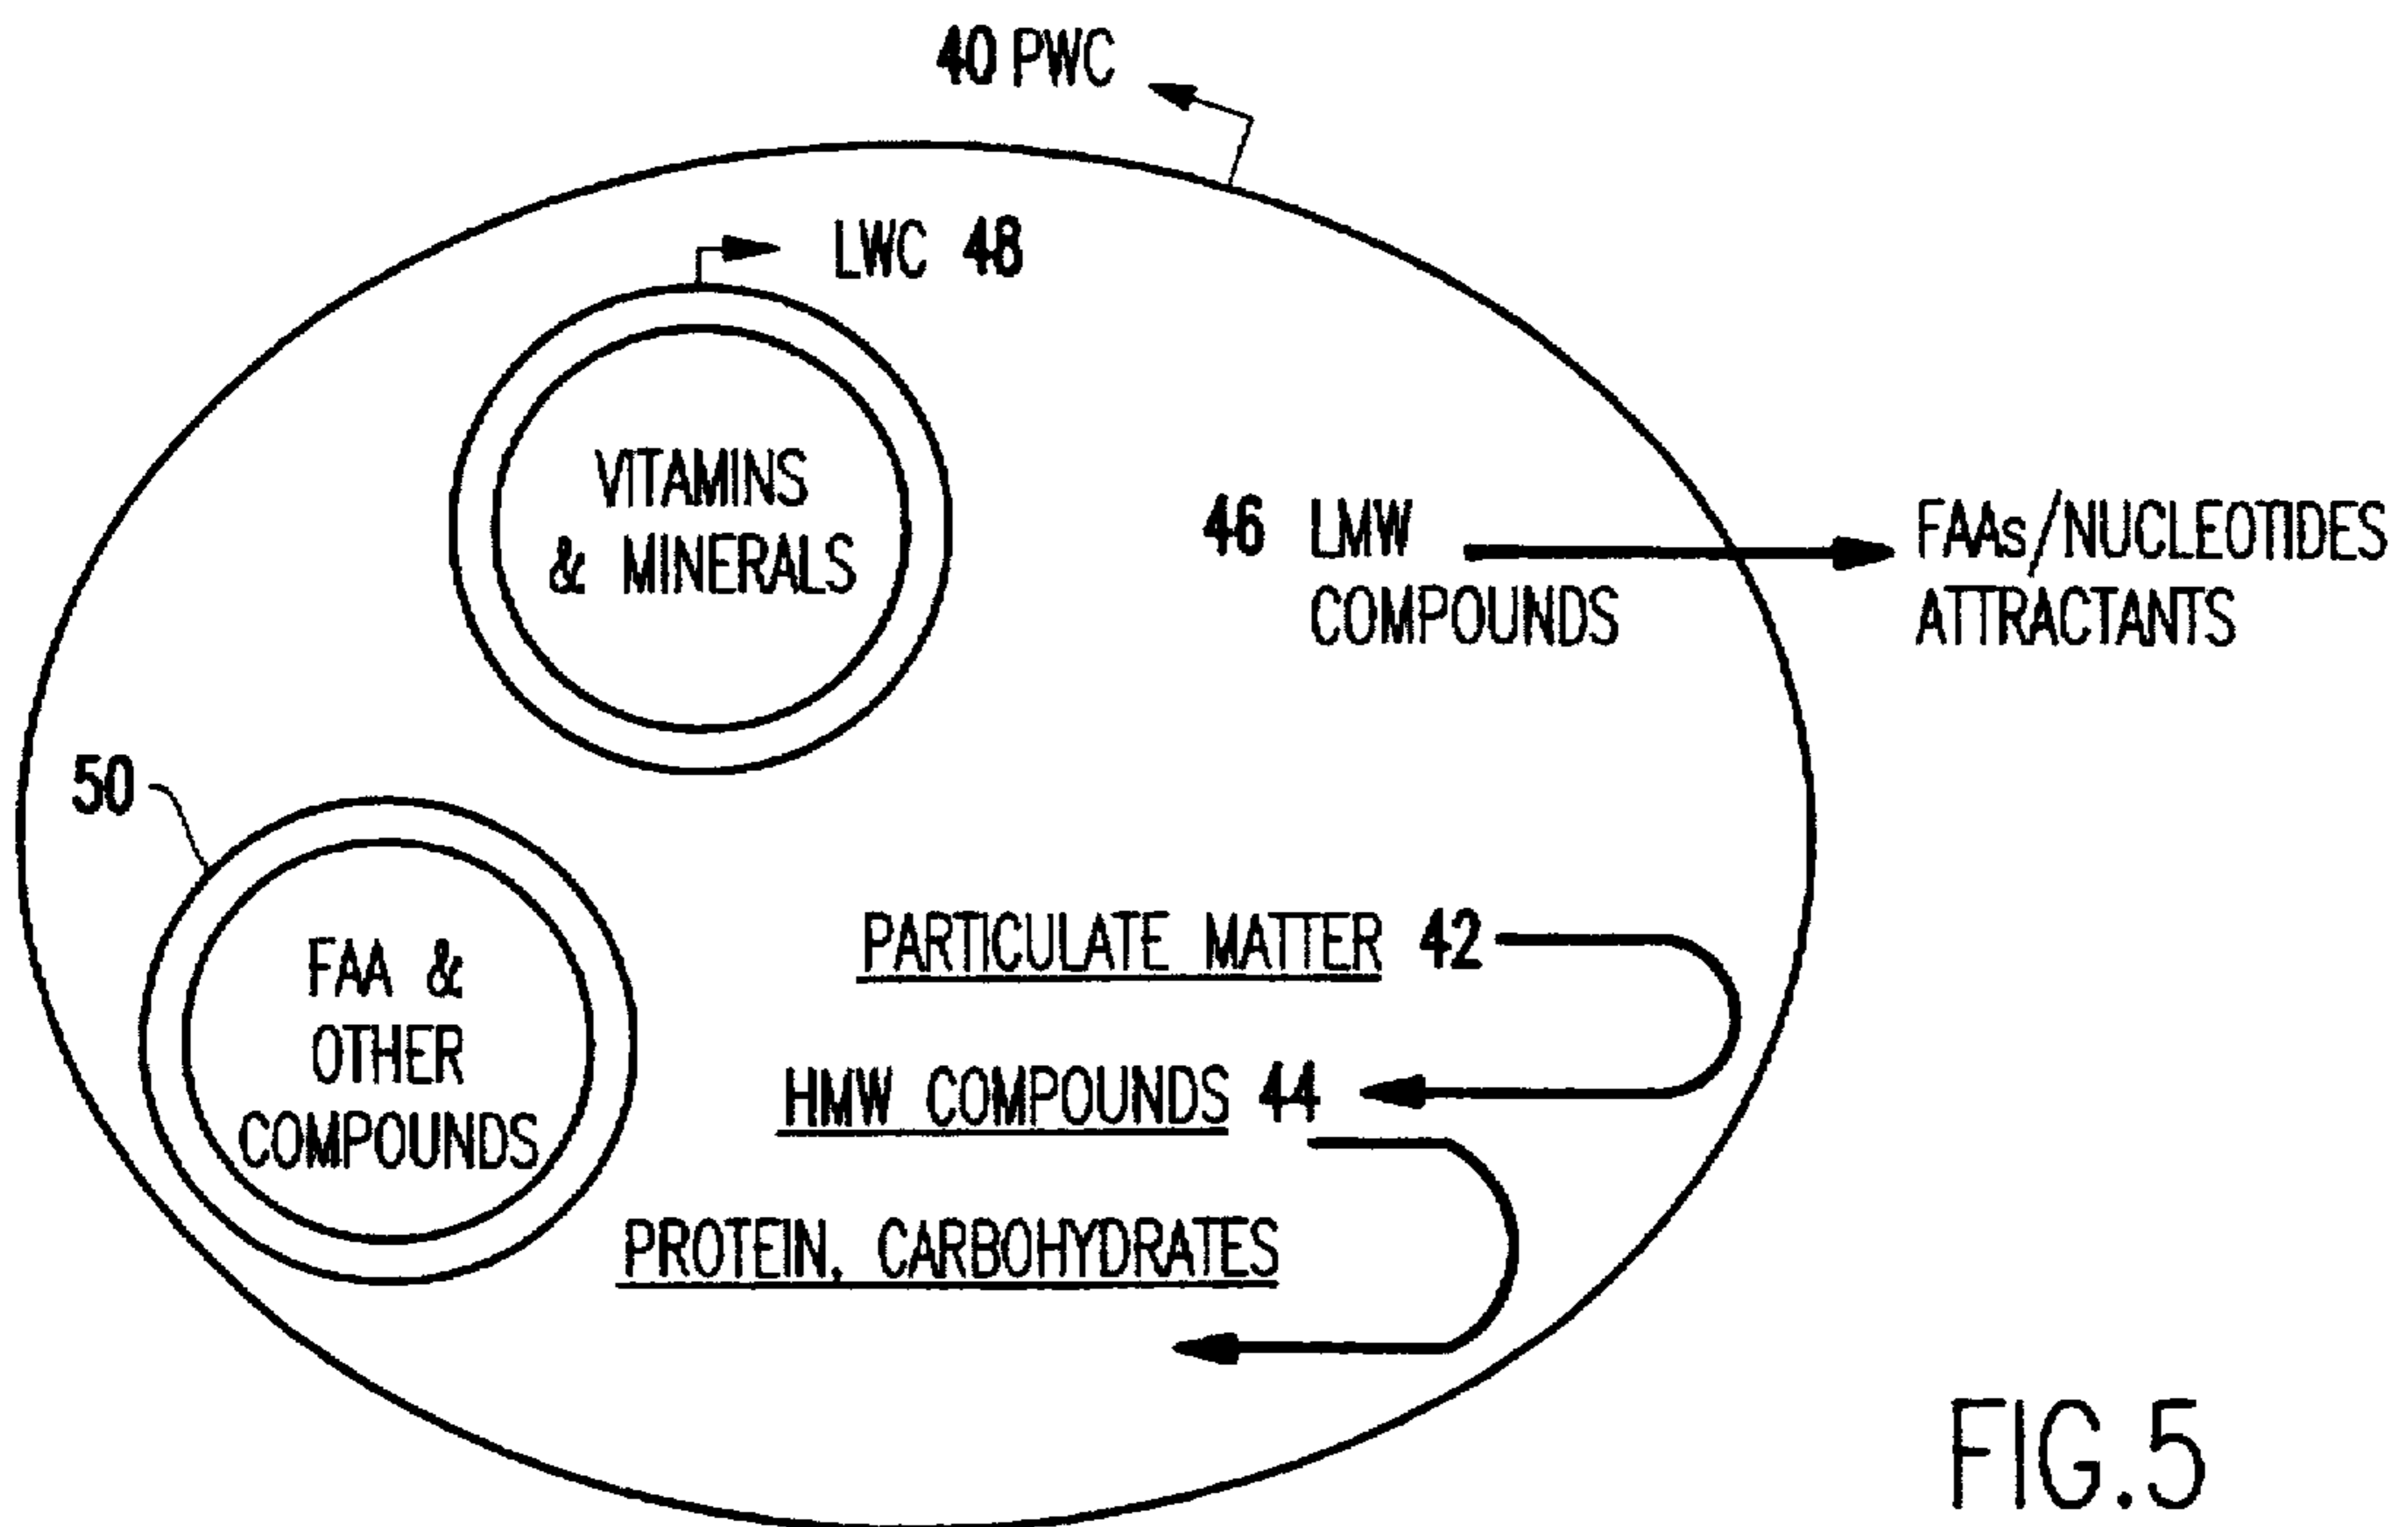 40 PWC
LWC 48
VITAMINS
& MINERALS
46 LMW
COMPOUNDS
FAAs/NUCLEOTIDES
ATTRACTANTS
50
FAA &
OTHER
COMPOUNDS
PARTICULATE MATTER 42
HMW COMPOUNDS 44
PROTEIN, CARBOHYDRATES
FIG.5